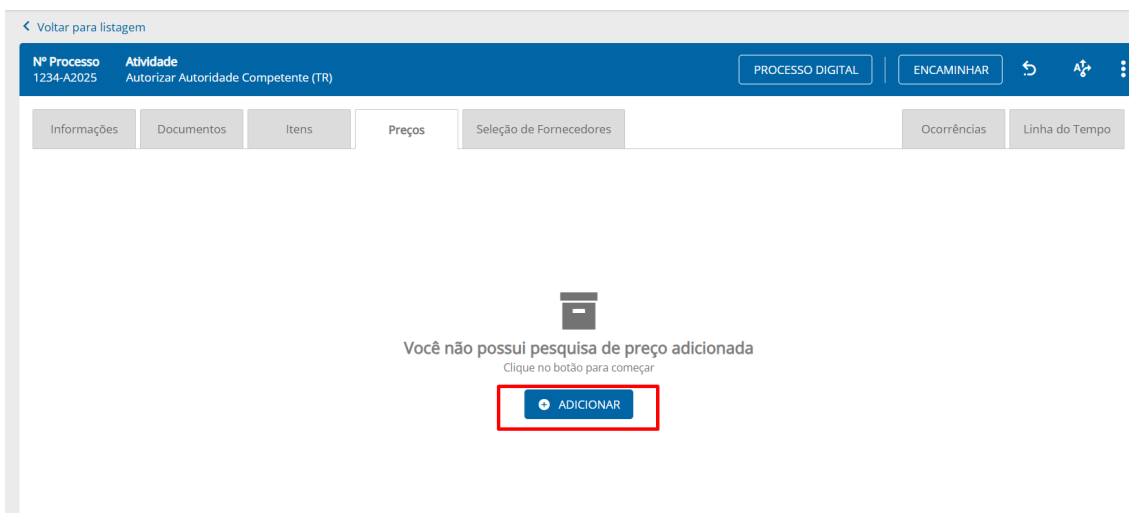 Voltar para listagem
Nº Processo
1234-A2025
Atividade
Autorizar Autoridade Competente (TR)
PROCESSO DIGITAL
ENCAMINHAR
Informações
Documentos
Itens
Preços
Seleção de Fornecedores
Ocorrências
Linha do Tempo
Você não possui pesquisa de preço adicionada
Clique no botão para começar
ADICIONAR